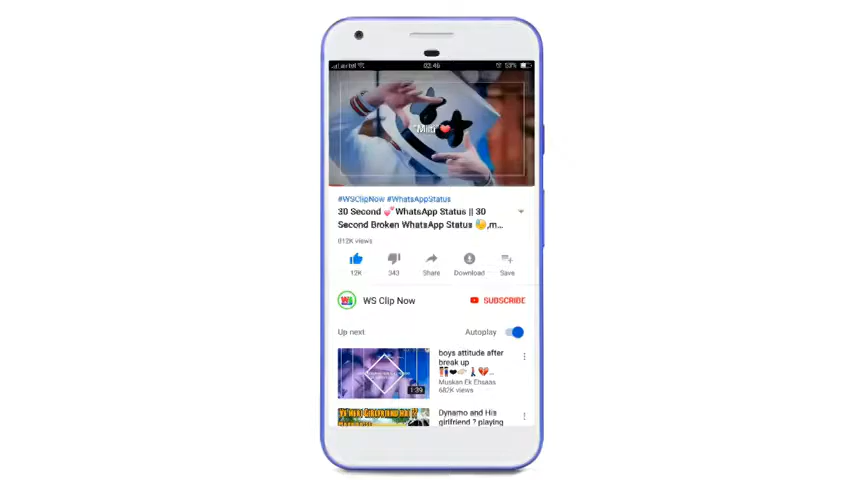 airtel
02:46
53%
"Miiti"❤️
#WSClipNow #WhatsAppStatus
30 Second 💕WhatsApp Status || 30
Second Broken WhatsApp Status 😥,m...
912K views
12K
343
Share
Download
Save
WS Clip Now
SUBSCRIBE
Up next
Autoplay
boys attitude after
break up
Muskan Ek Ehsaas
682K views
1:39
Dynamo and His
girlfriend ? playing